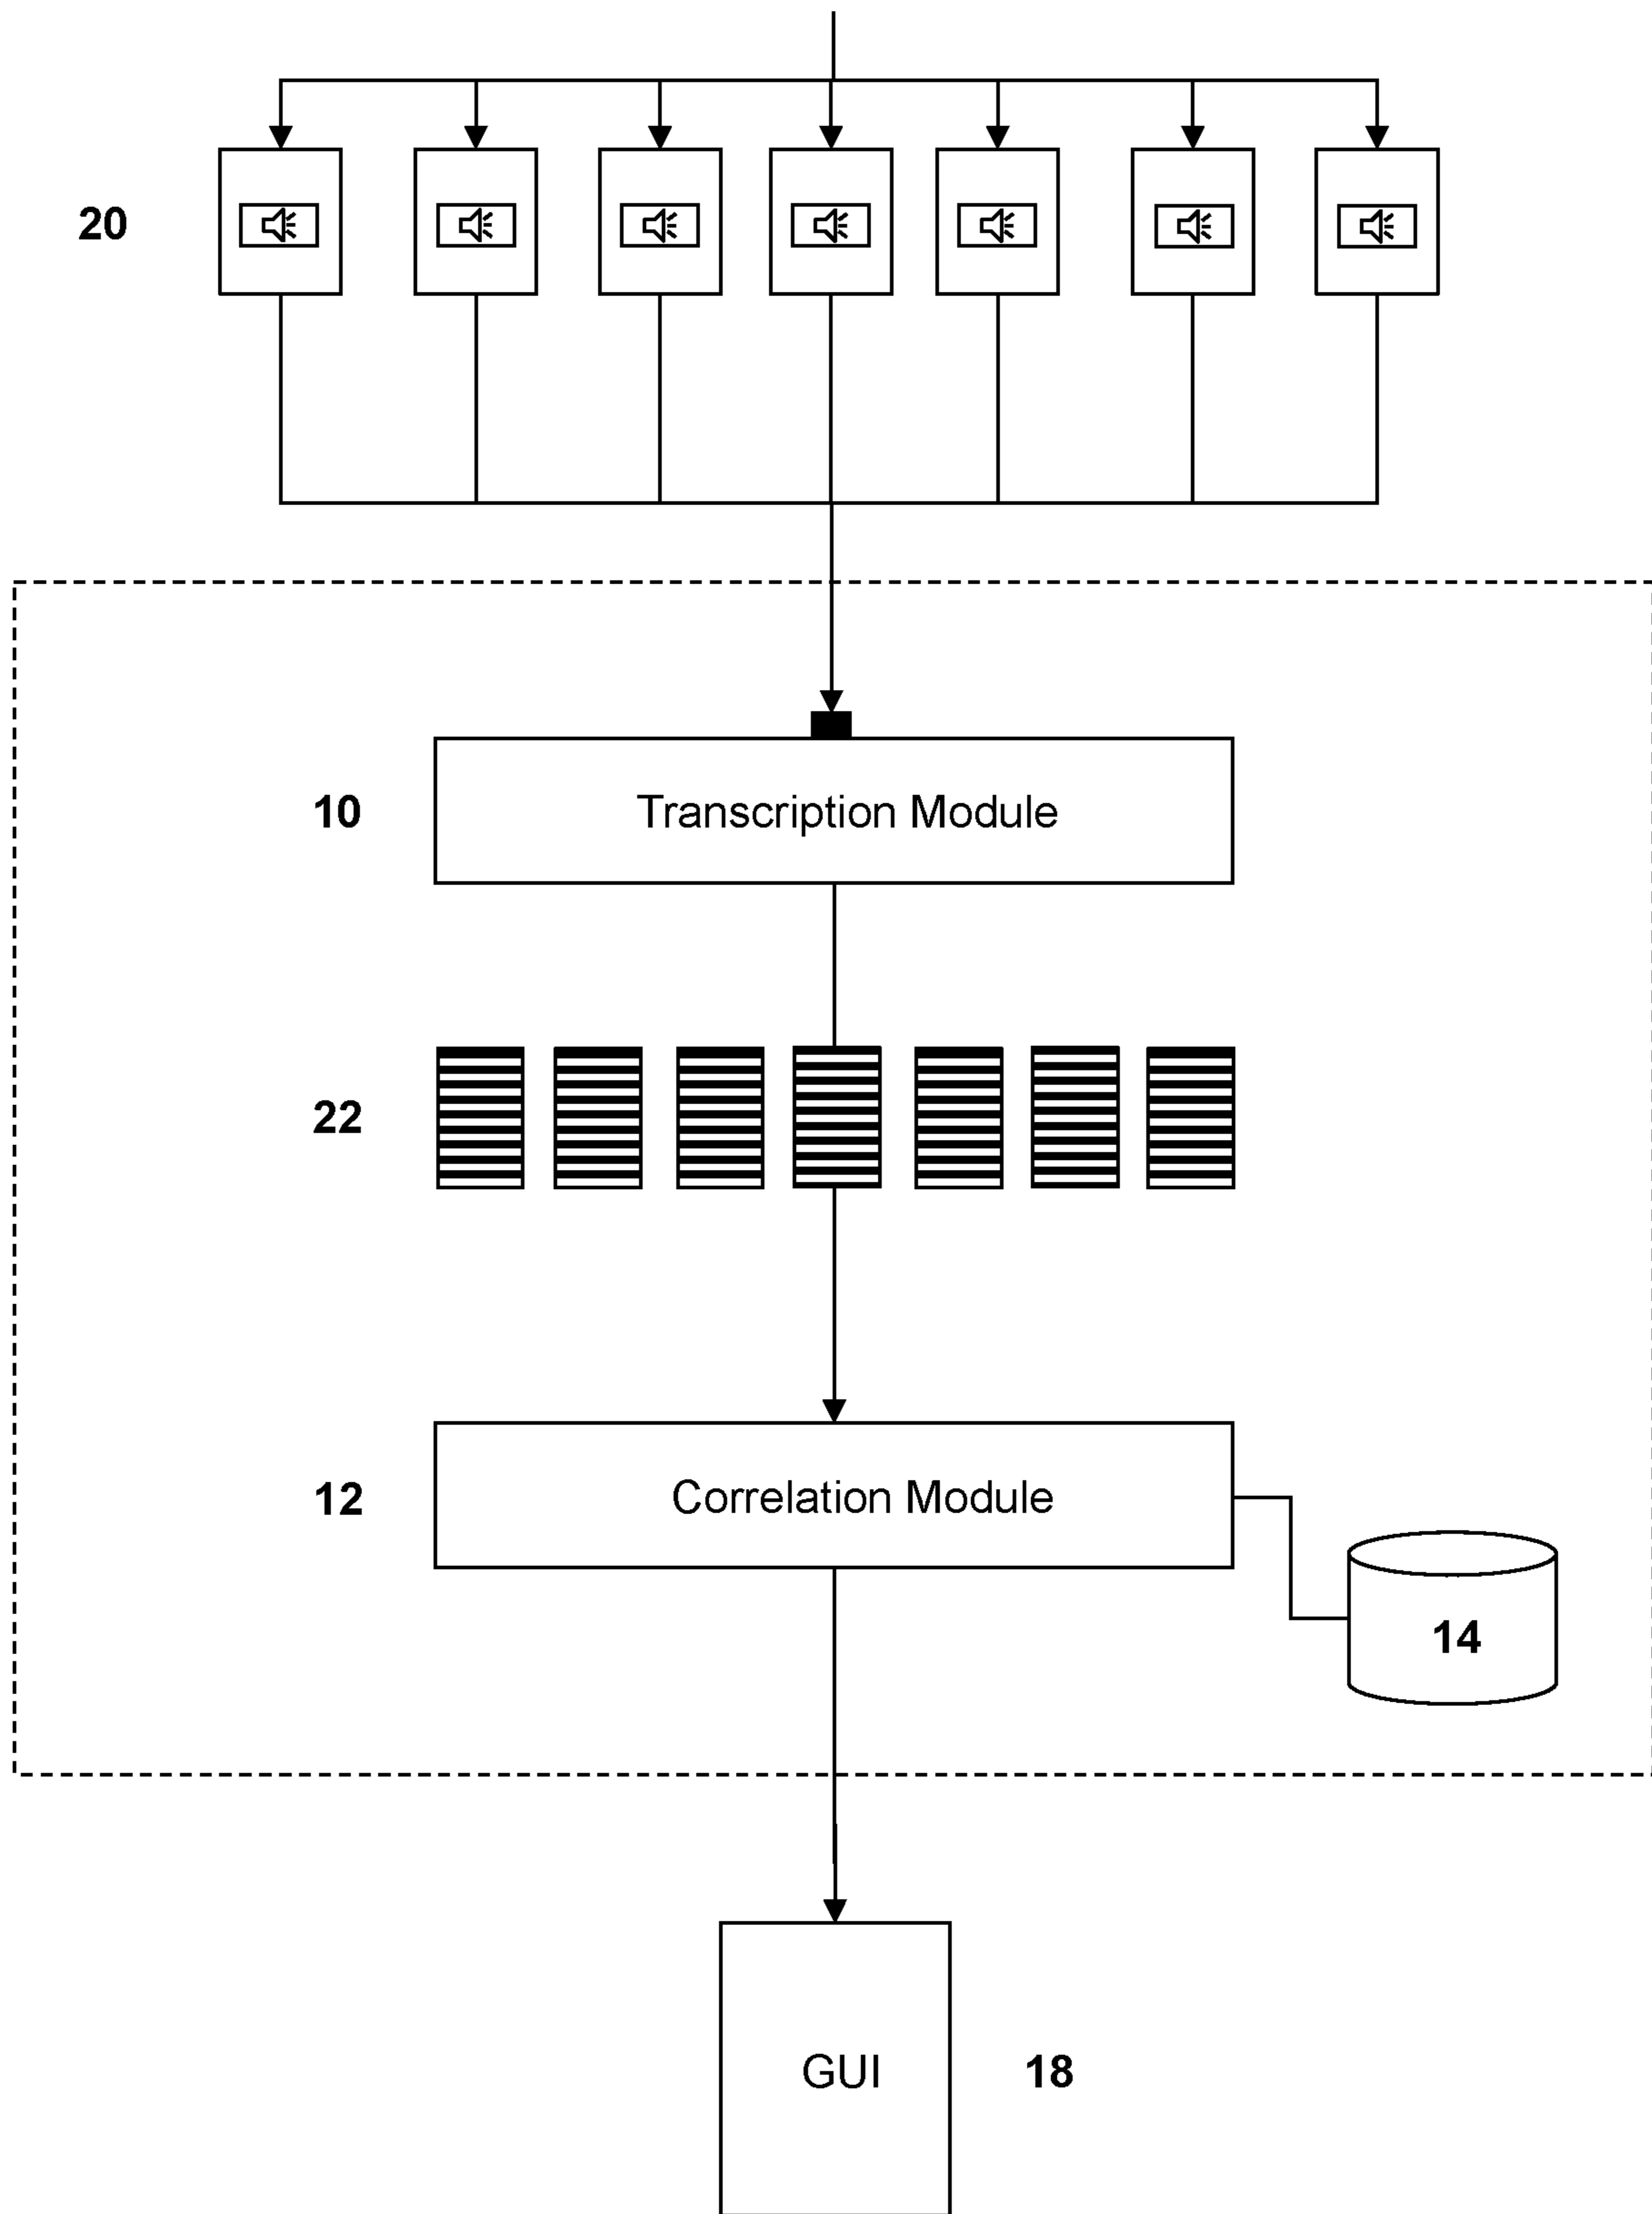 20
10 Transcription Module
22
12 Correlation Module
14
GUI 18